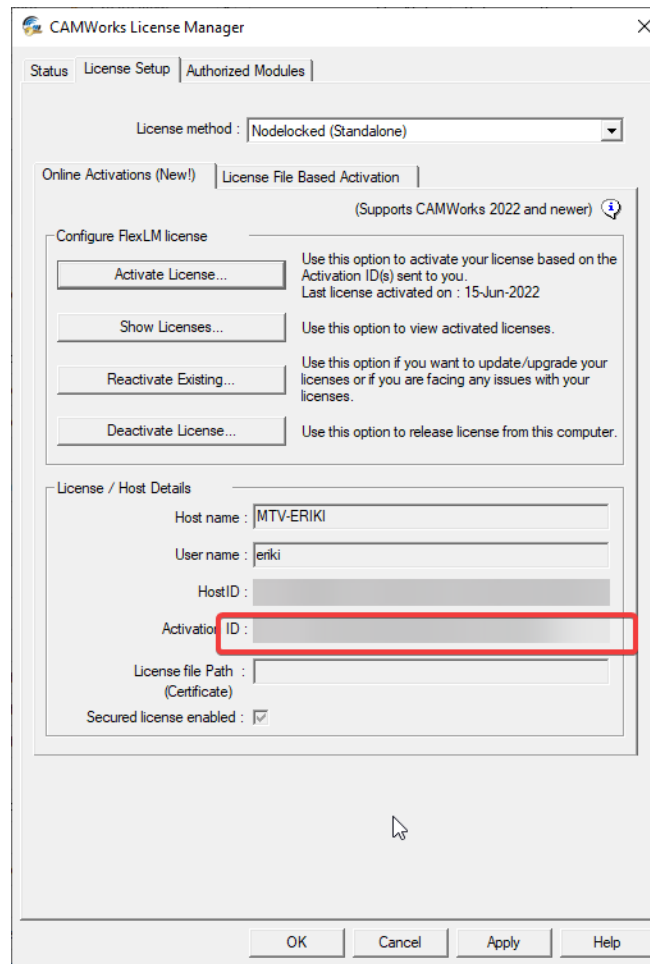 CAMWorks License Manager
Status License Setup Authorized Modules
License method : Nodelocked (Standalone)
Online Activations (New!) License File Based Activation
(Supports CAMWorks 2022 and newer)
Configure FlexLM license
Activate License...
Use this option to activate your license based on the
Activation ID(s) sent to you.
Last license activated on : 15-Jun-2022
Show Licenses...
Use this option to view activated licenses.
Reactivate Existing...
Use this option if you want to update/upgrade your
licenses or if you are facing any issues with your
licenses.
Deactivate License...
Use this option to release license from this computer.
License / Host Details
Host name : MTV-ERIKI
User name : eriki
HostID :
Activation ID :
License file Path :
(Certificate)
Secured license enabled :
OK Cancel Apply Help